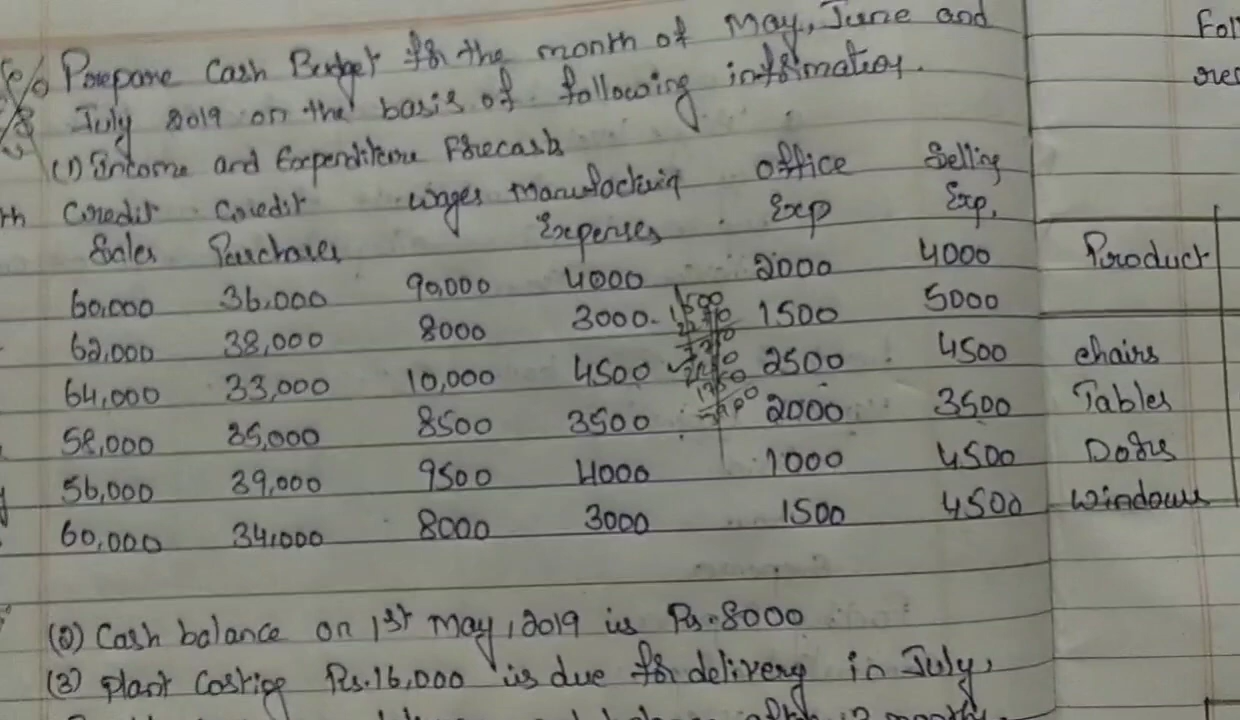 Prepare Cash Budget for the month of May, June and
July 2019 on the basis of following information.
(1) Income and Expenditure Forecasts
Credit Credit Wages Manufacturing Office Selling
Sales Purchases Expenses Exp Exp.
60,000 36,000 90,000 4000 2000 4000
62,000 38,000 8000 3000 1500 5000
64,000 33,000 10,000 4500 2500 4500
58,000 35,000 8500 3500 2000 3500
56,000 39,000 9500 4000 1000 4500
60,000 34,000 8000 3000 1500 4500
(2) Cash balance on 1st May, 2019 is Rs. 8000
(3) Plant Costing Rs. 16,000 is due for delivery in July,
after 2 months
Product
Chairs
Tables
Doors
Windows